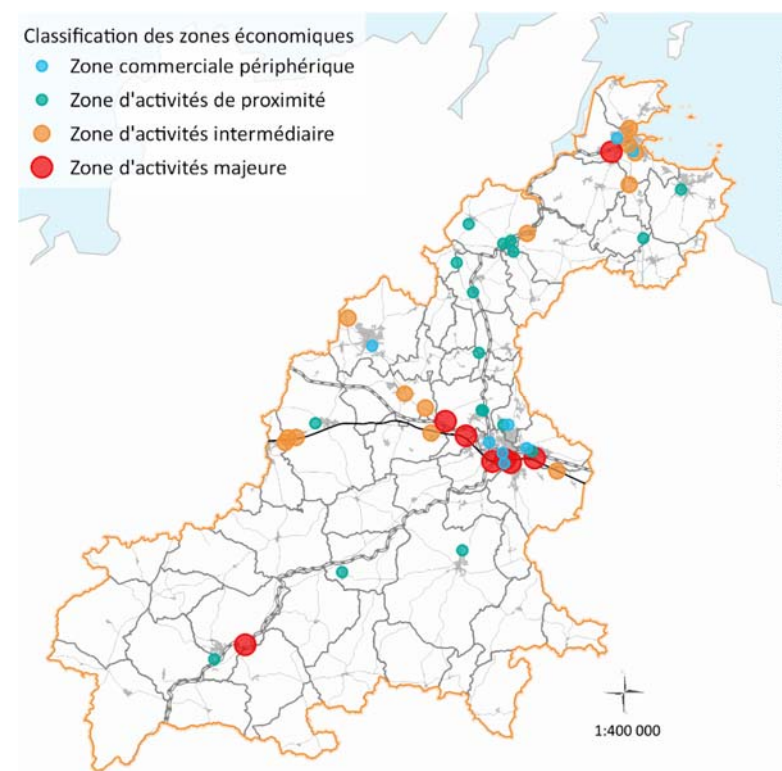 Classification des zones économiques
Zone commerciale périphérique
Zone d'activités de proximité
Zone d'activités intermédiaire
Zone d'activités majeure
1:400 000